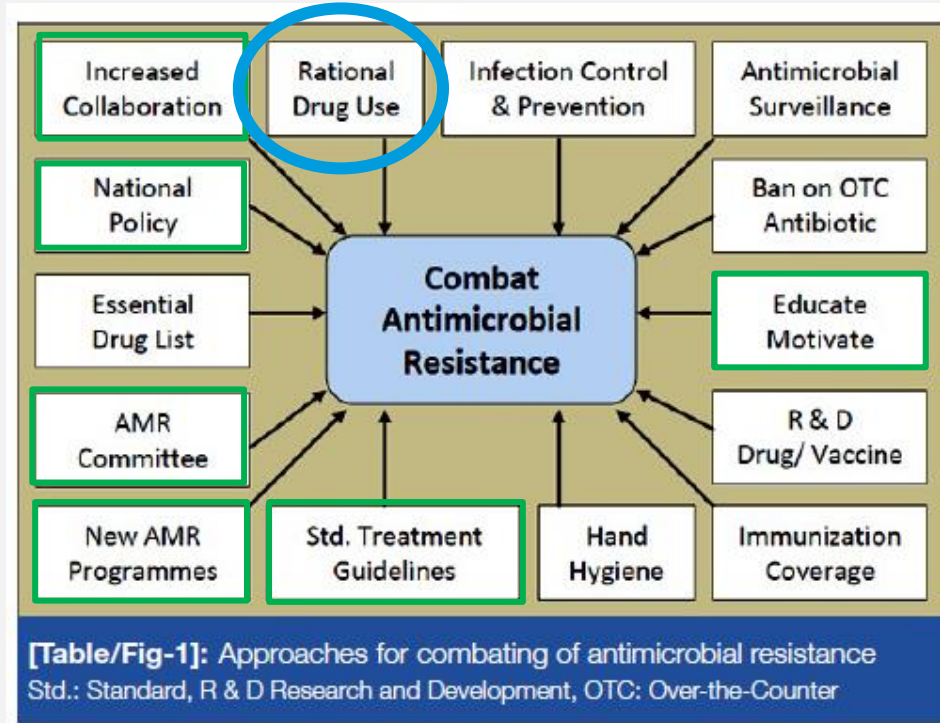 Increased
Collaboration
Rational
Drug Use
Infection Control
& Prevention
Antimicrobial
Surveillance
National
Policy
Ban on OTC
Antibiotic
Combat
Antimicrobial
Resistance
Essential
Drug List
Educate
Motivate
AMR
Committee
R & D
Drug/ Vaccine
New AMR
Programmes
Std. Treatment
Guidelines
Hand
Hygiene
Immunization
Coverage
[Table/Fig-1]: Approaches for combating of antimicrobial resistance
Std.: Standard, R & D Research and Development, OTC: Over-the-Counter